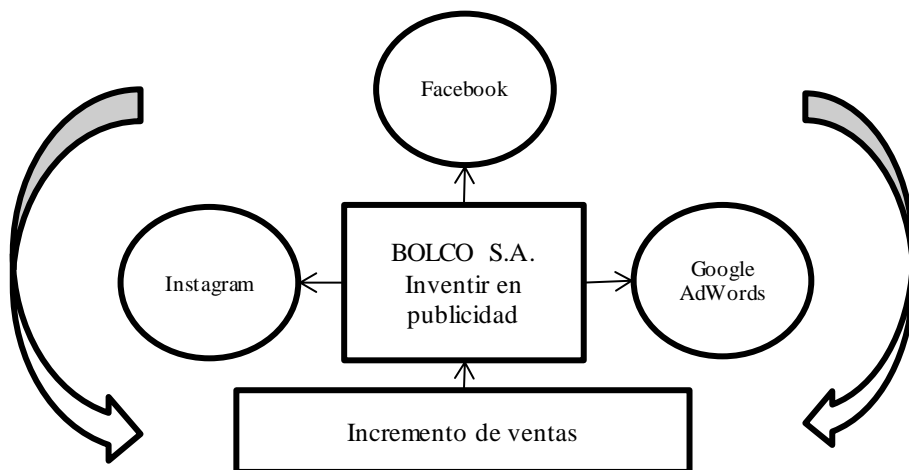 Facebook
BOLCO S.A.
Inventir en
publicidad
Instagram
Google
AdWords
Incremento de ventas